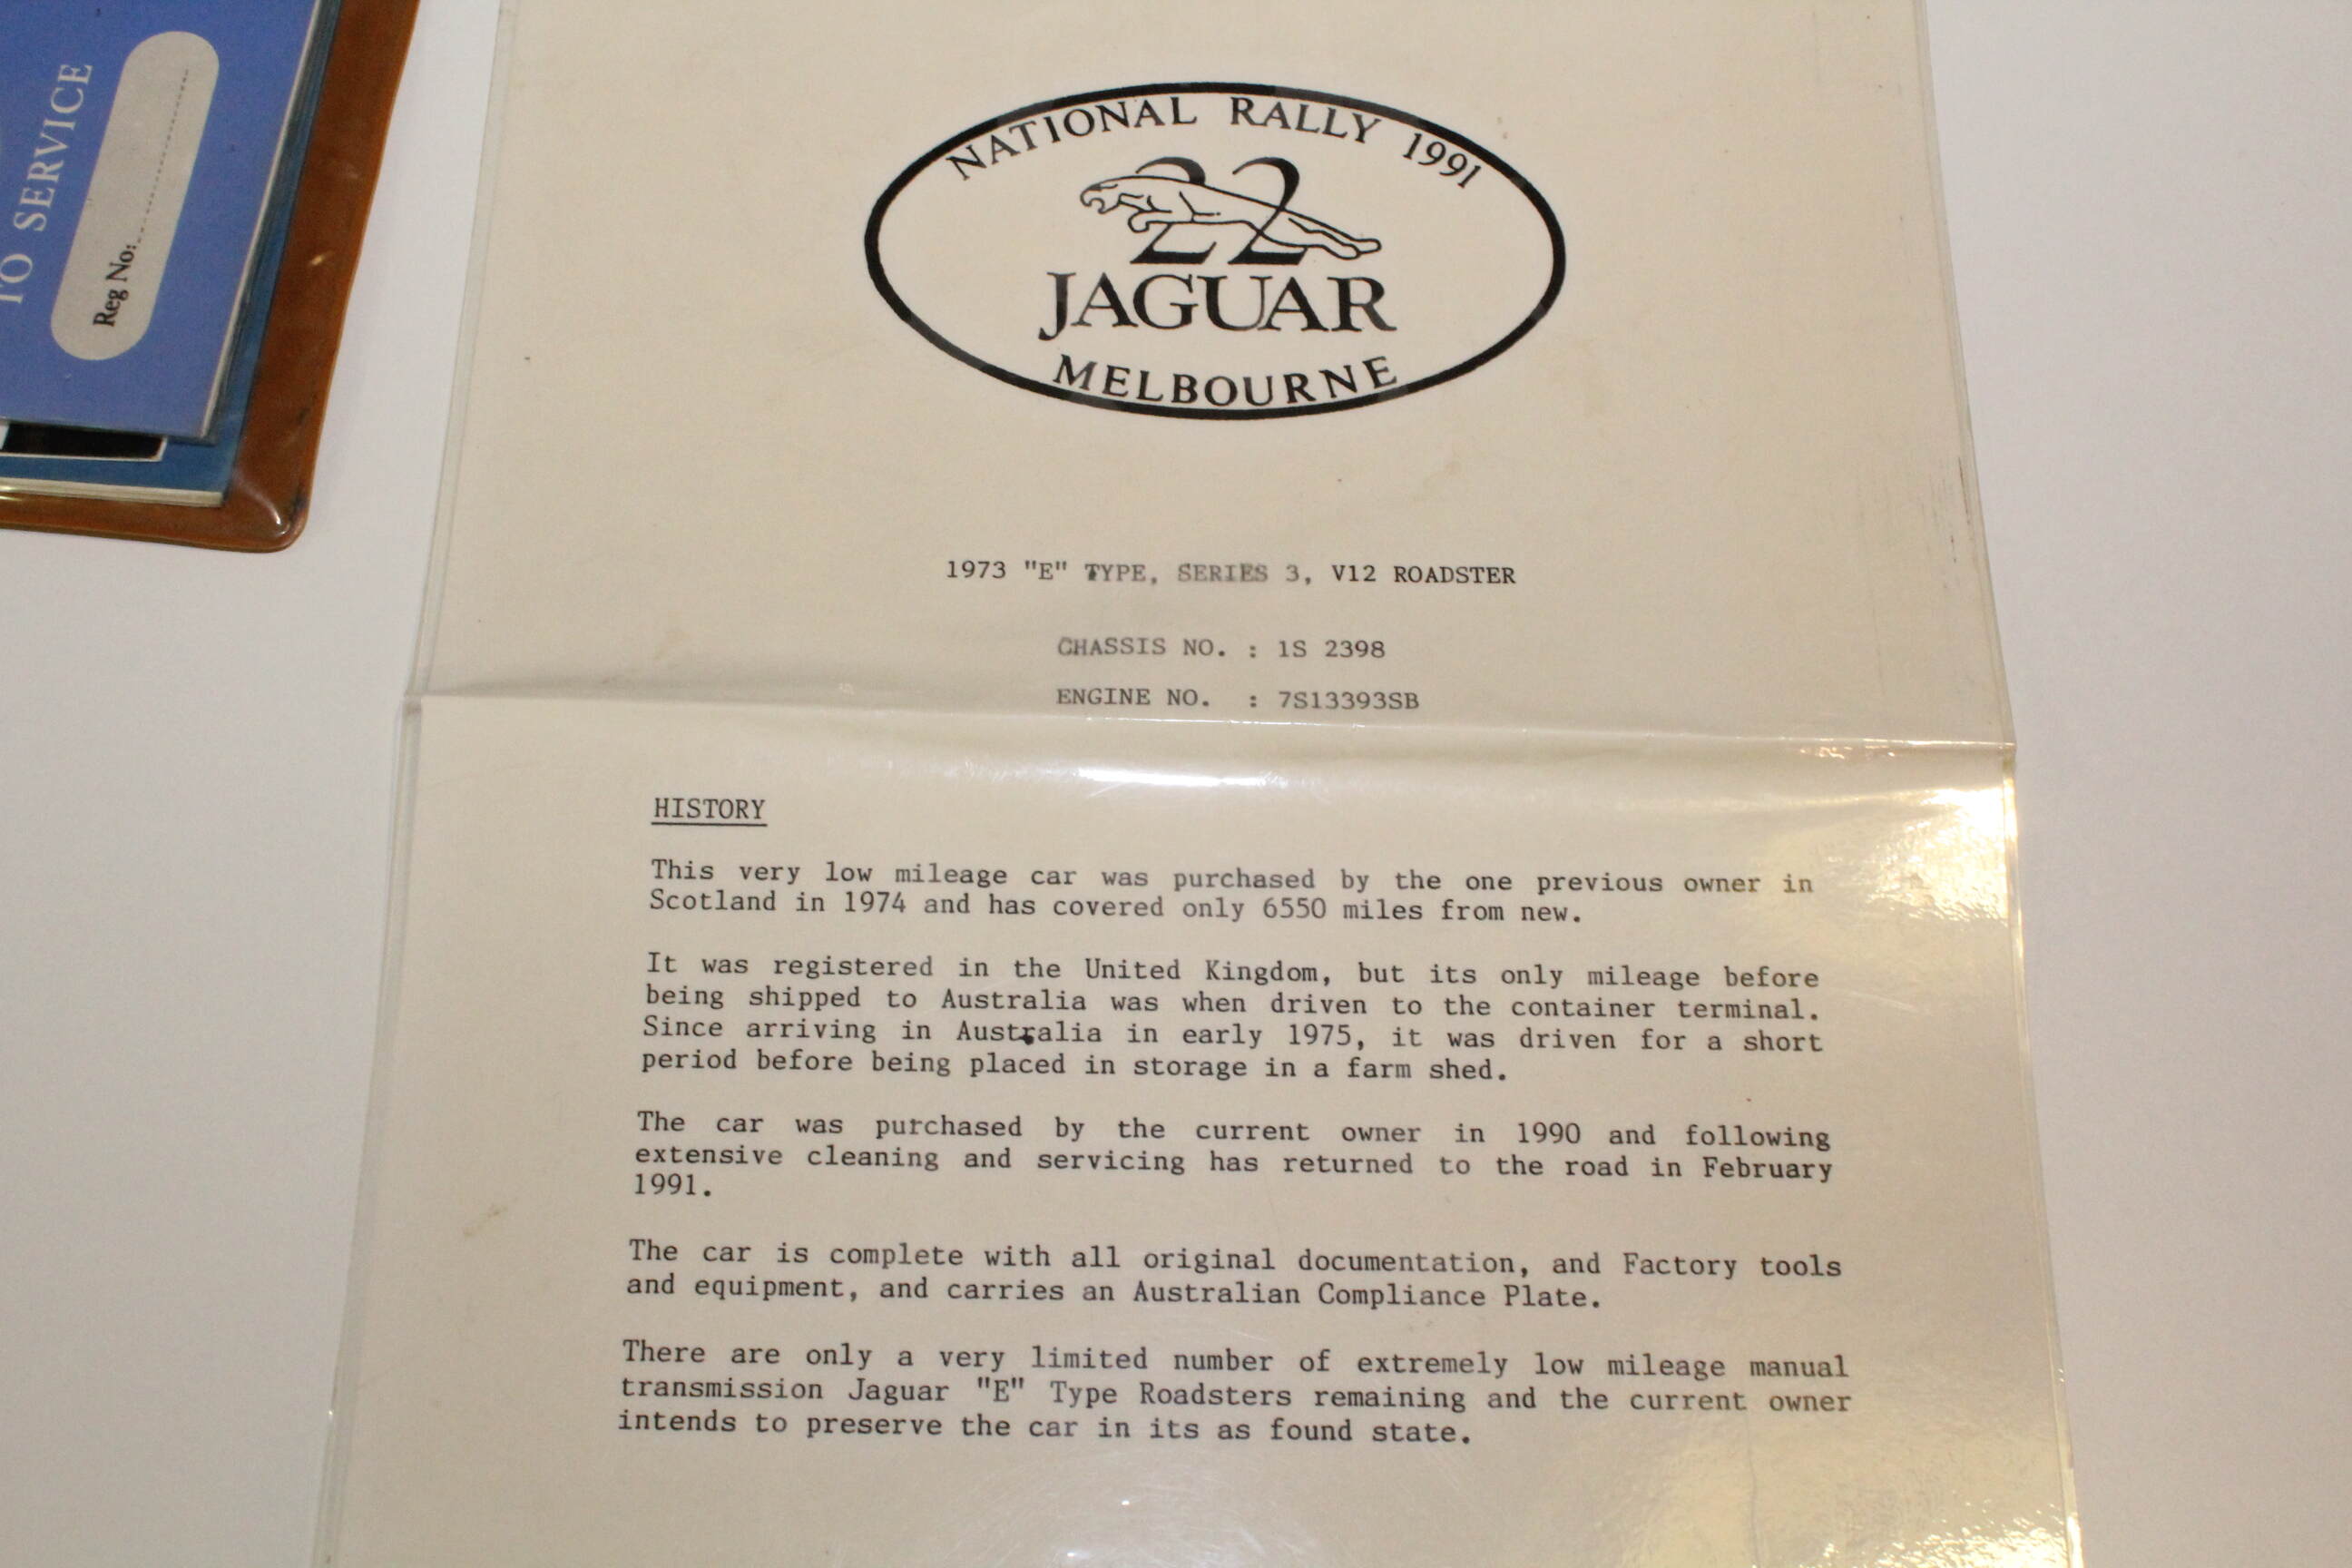 TO SERVICE
Reg No:
NATIONAL RALLY 1991
22
JAGUAR
MELBOURNE
1973 "E" TYPE, SERIES 3, V12 ROADSTER
CHASSIS NO. : 1S 2398
ENGINE NO. : 7S13393SB
HISTORY
This very low mileage car was purchased by the one previous owner in
Scotland in 1974 and has covered only 6550 miles from new.
It was registered in the United Kingdom, but its only mileage before
being shipped to Australia was when driven to the container terminal.
Since arriving in Australia in early 1975, it was driven for a short
period before being placed in storage in a farm shed.
The car was purchased by the current owner in 1990 and following
extensive cleaning and servicing has returned to the road in February
1991.
The car is complete with all original documentation, and Factory tools
and equipment, and carries an Australian Compliance Plate.
There are only a very limited number of extremely low mileage manual
transmission Jaguar "E" Type Roadsters remaining and the current owner
intends to preserve the car in its as found state.